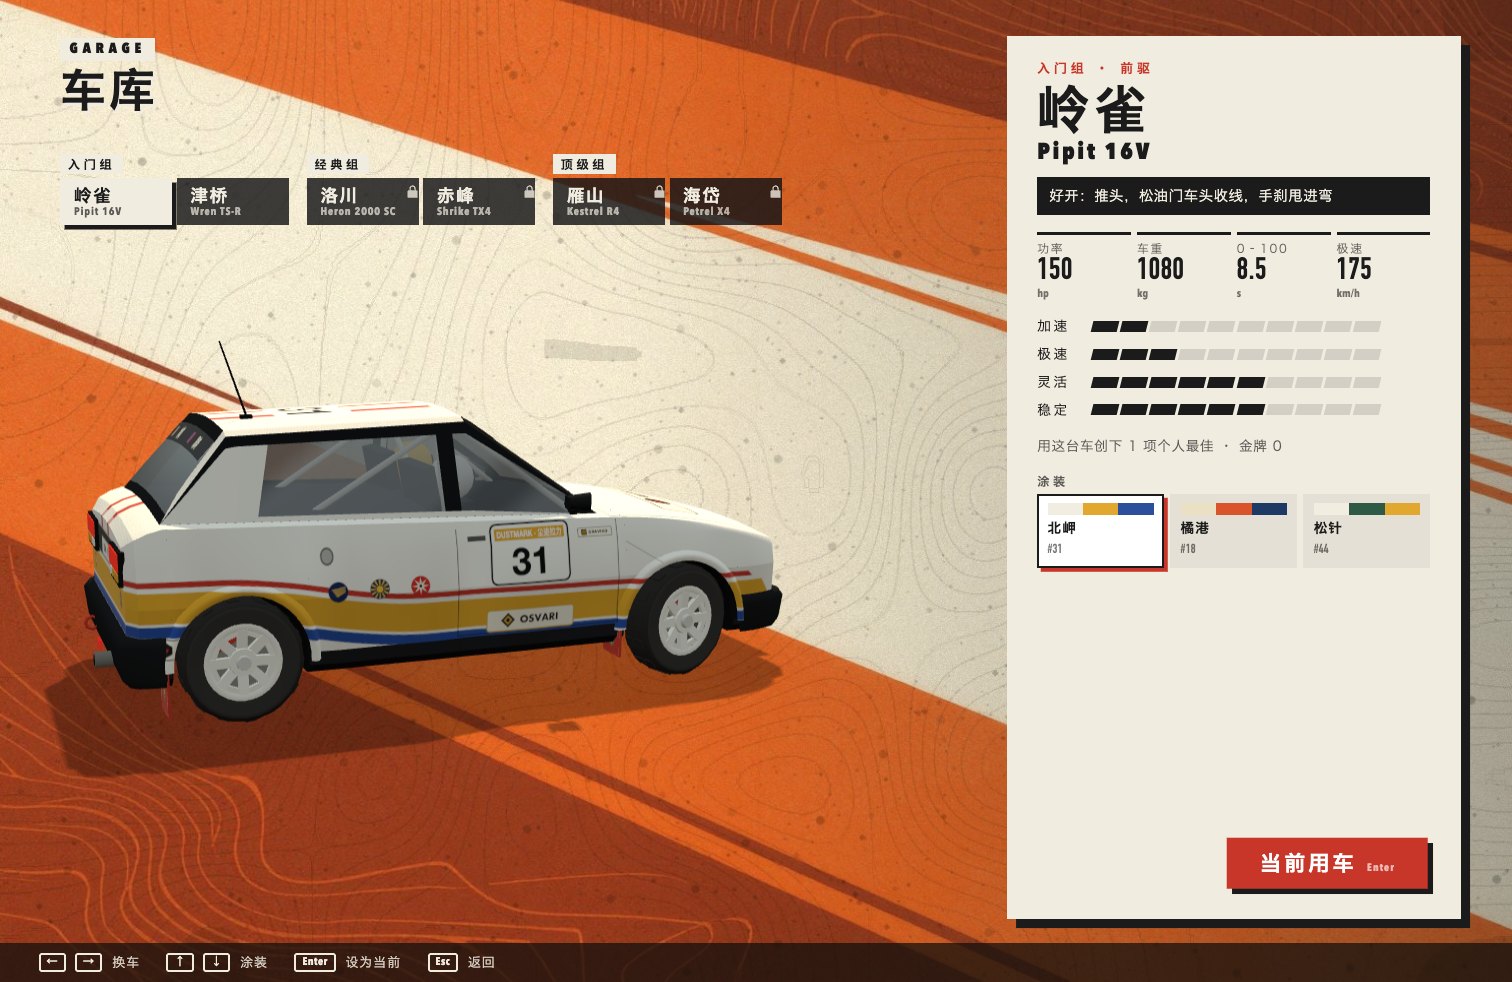 GARAGE
车库
入门组
经典组
顶级组
岭雀
Pipit 16V
津桥
Wren TS-R
洛川
Heron 2000 SC
赤峰
Shrike TX4
雁山
Kestrel R4
海岱
Petrel X4
DUSTMARK
31
OSVARI
入门组 · 前驱
岭雀
Pipit 16V
好开：推头，松油门车头收线，手刹甩进弯
功率
150
hp
车重
1080
kg
0-100
8.5
s
极速
175
km/h
加速
极速
灵活
稳定
用这台车创下 1 项个人最佳 · 金牌 0
涂装
北岬
#31
橘港
#18
松针
#44
当前用车 Enter
← → 换车 ↑ ↓ 涂装 Enter 设为当前 Esc 返回